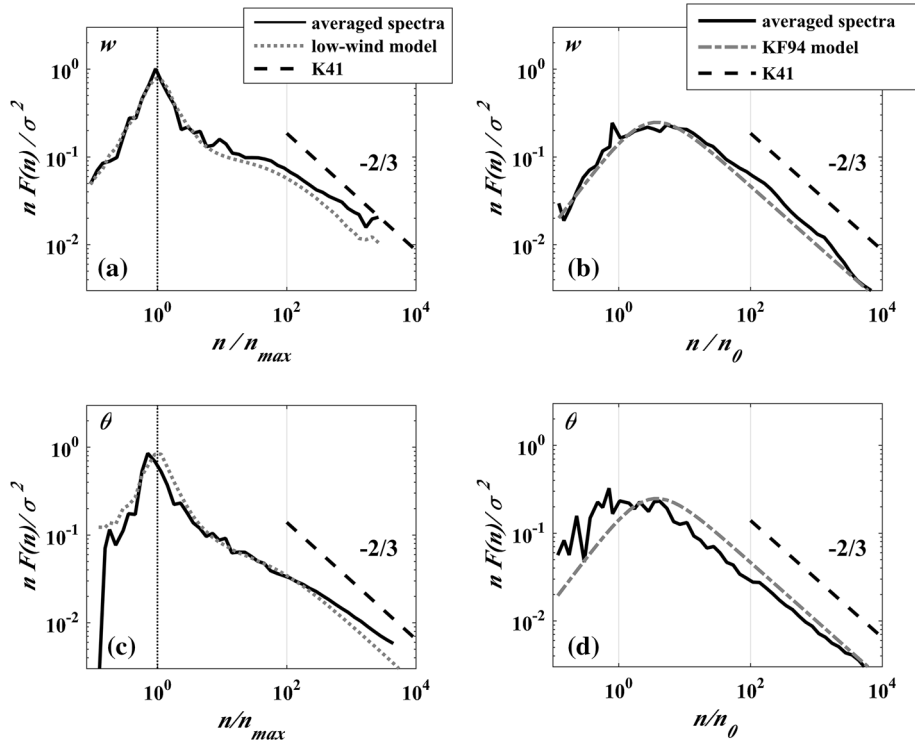 averaged spectra
low-wind model
K41
w
n F(n) / σ²
10⁰
10⁻¹
10⁻²
-2/3
(a)
10⁰
10²
10⁴
n / n_max
averaged spectra
KF94 model
K41
w
n F(n) / σ²
10⁰
10⁻¹
10⁻²
-2/3
(b)
10⁰
10²
10⁴
n / n_0
θ
n F(n)/ σ²
10⁰
10⁻¹
10⁻²
-2/3
(c)
10⁰
10²
10⁴
n/n_max
θ
n F(n)/ σ²
10⁰
10⁻¹
10⁻²
-2/3
(d)
10⁰
10²
10⁴
n/n_0